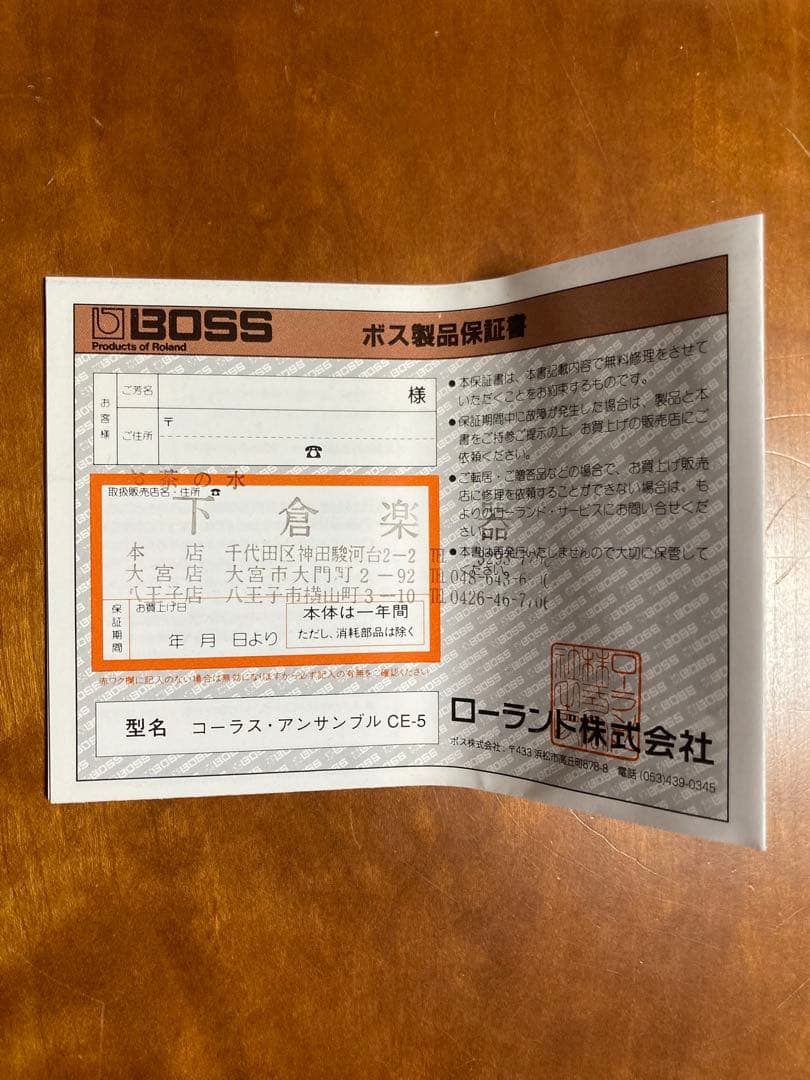 BOSS
Products of Roland
ボス製品保証書
お客様
ご芳名
様
ご住所
〒
☎
お茶の水
取扱販売店名・住所 ☎
下倉楽器
本店 千代田区神田駿河台2-2 TEL
大宮店 大宮市大門町2-92 TEL 048-643-6
八王子店 八王子市横山町3-10 TEL 0426-46-7
保証期間
お買上げ日
年 月 日より
本体は一年間
ただし、消耗部品は除く
赤ワク欄に記入のない場合は無効になりますから必ず記入の有無をご確認ください
型名 コーラス・アンサンブル CE-5
●本保証書は、本書記載内容で無料修理をさせて
いただくことをお約束するものです。
●保証期間中に故障が発生した場合は、製品と本
書をご持参ご提示の上、お買上げの販売店にご
依頼ください。
●ご転居・ご贈答品などの場合で、お買上げ販売
店に修理を依頼することができない場合は、も
よりのローランド・サービスにお問い合せくだ
さい。
●本書は再発行いたしませんので大切に保管して
ください。
ローランド株式会社
ボス株式会社:〒433 浜松市高丘町878-8 電話(053)439-0345